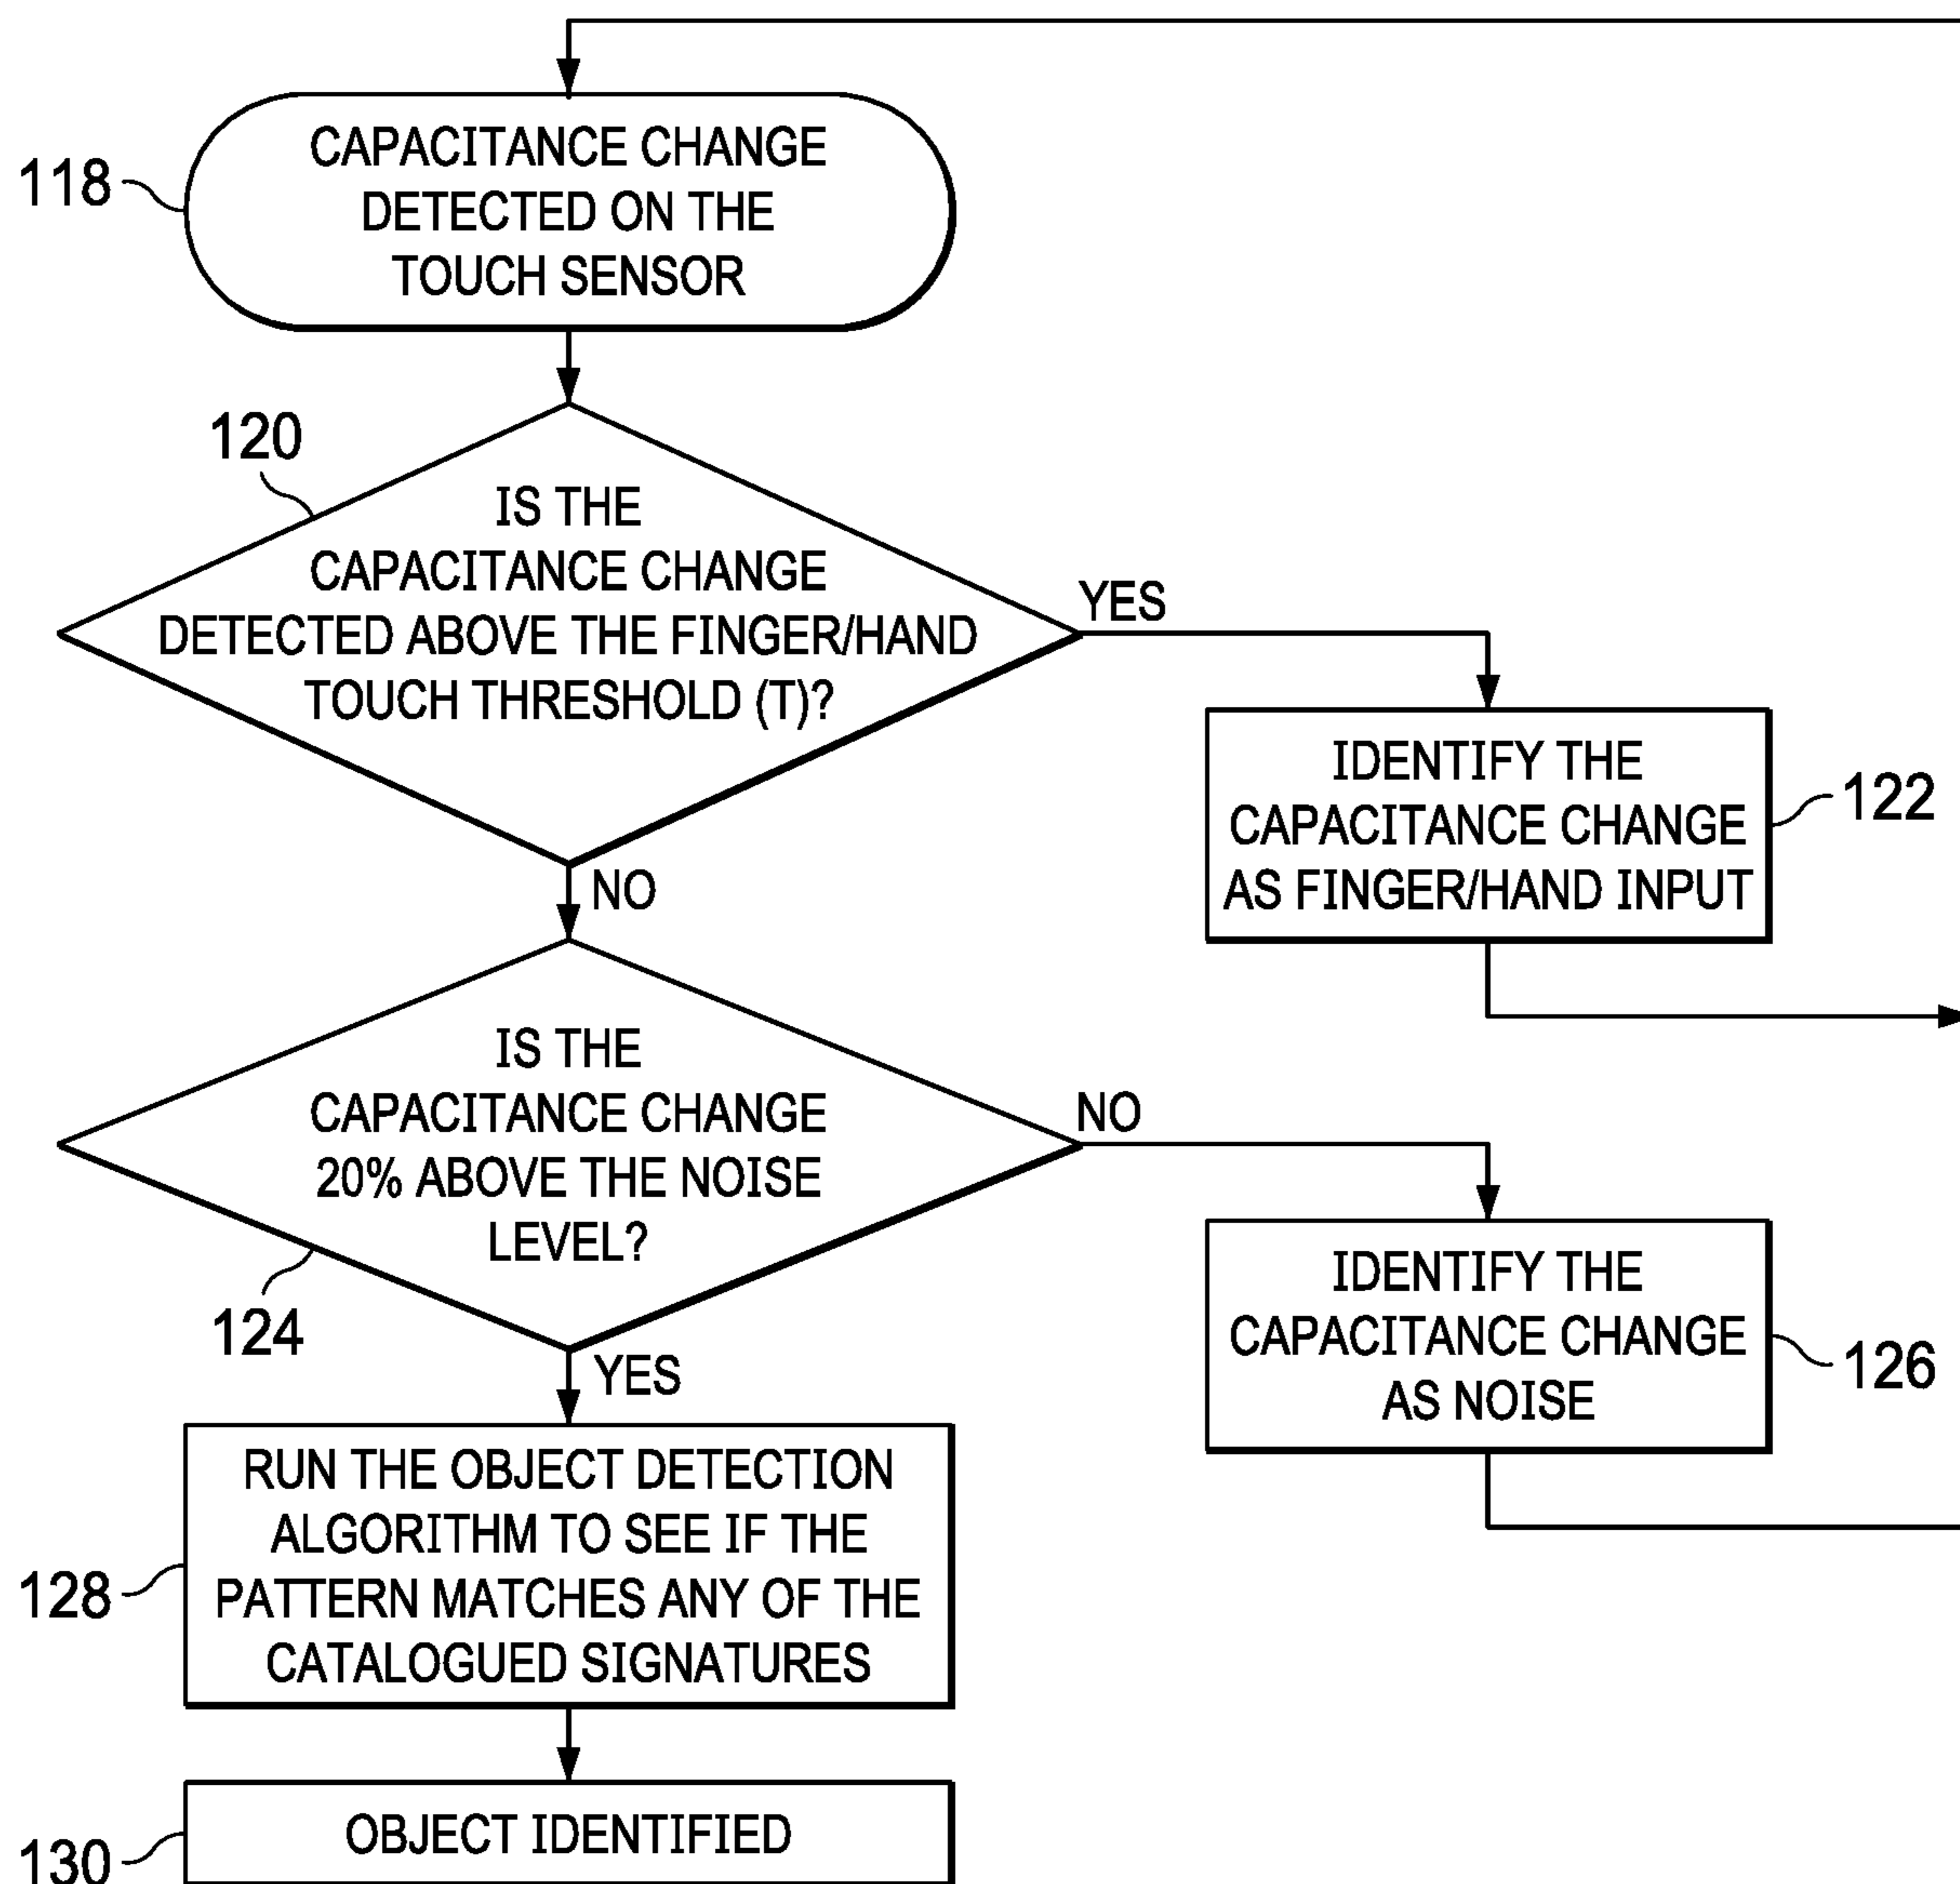 CAPACITANCE CHANGE
DETECTED ON THE
TOUCH SENSOR
118
120
IS THE
CAPACITANCE CHANGE
DETECTED ABOVE THE FINGER/HAND
TOUCH THRESHOLD (T)?
YES
IDENTIFY THE
CAPACITANCE CHANGE
AS FINGER/HAND INPUT
122
NO
IS THE
CAPACITANCE CHANGE
20% ABOVE THE NOISE
LEVEL?
124
NO
IDENTIFY THE
CAPACITANCE CHANGE
AS NOISE
126
YES
RUN THE OBJECT DETECTION
ALGORITHM TO SEE IF THE
PATTERN MATCHES ANY OF THE
CATALOGUED SIGNATURES
128
OBJECT IDENTIFIED
130